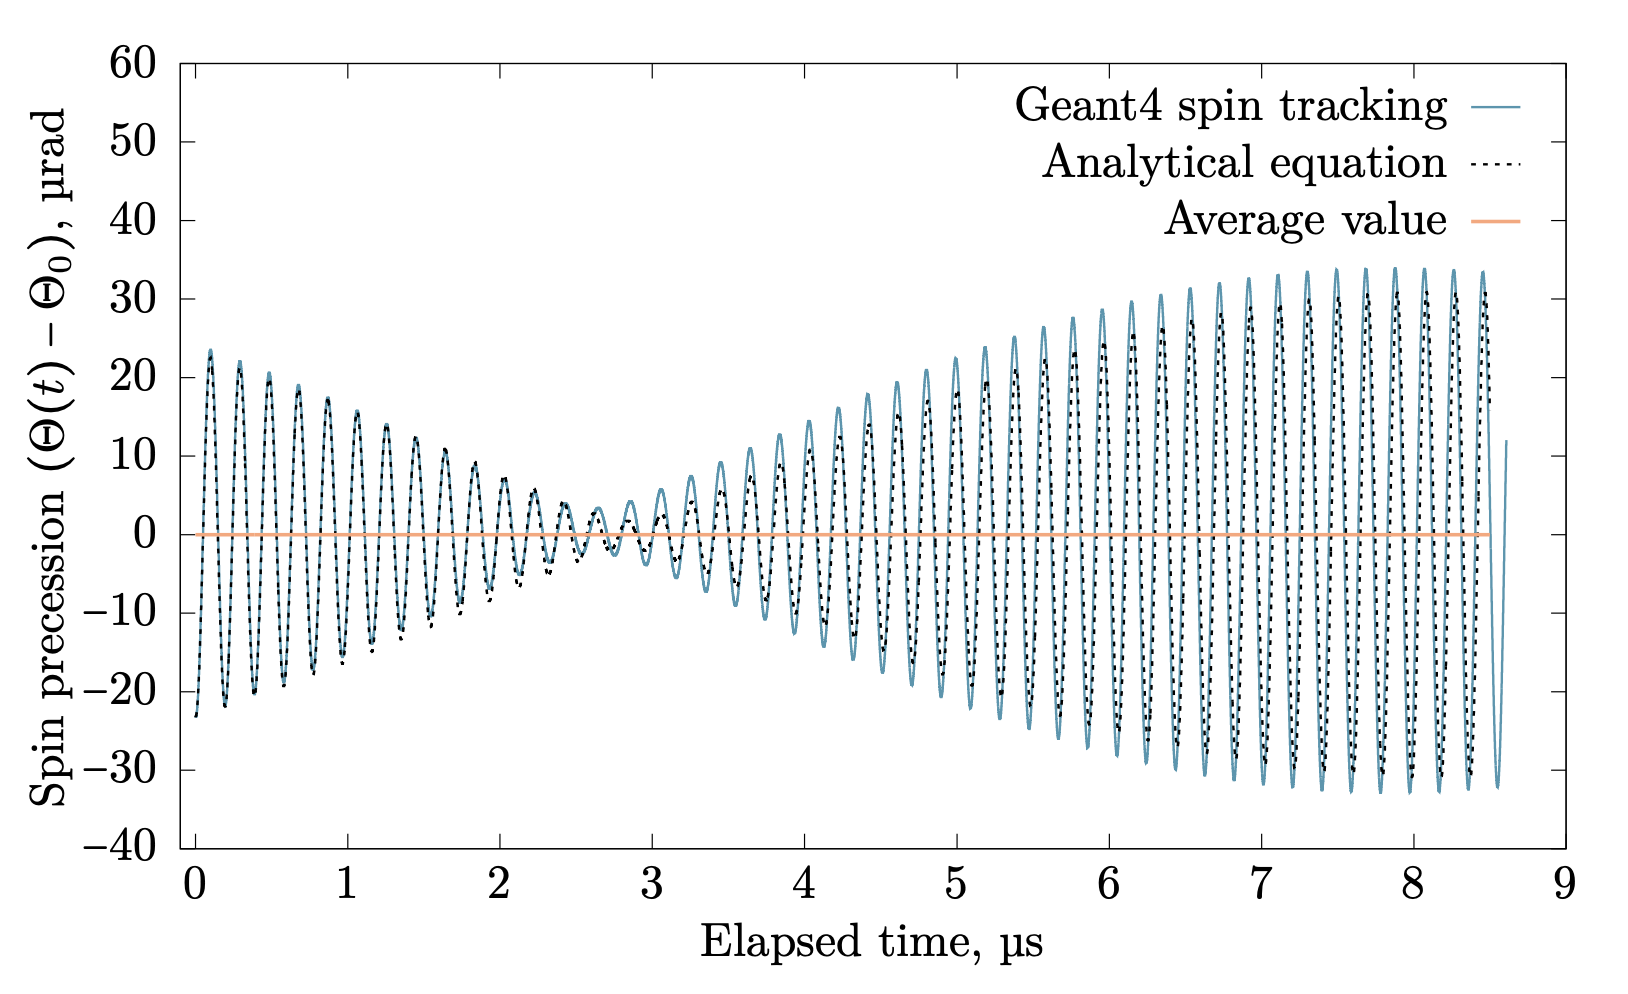 60
50
40
30
20
10
0
−10
−20
−30
−40
0 1 2 3 4 5 6 7 8 9
Spin precession (Θ(t) − Θ0), µrad
Elapsed time, µs
Geant4 spin tracking
Analytical equation
Average value